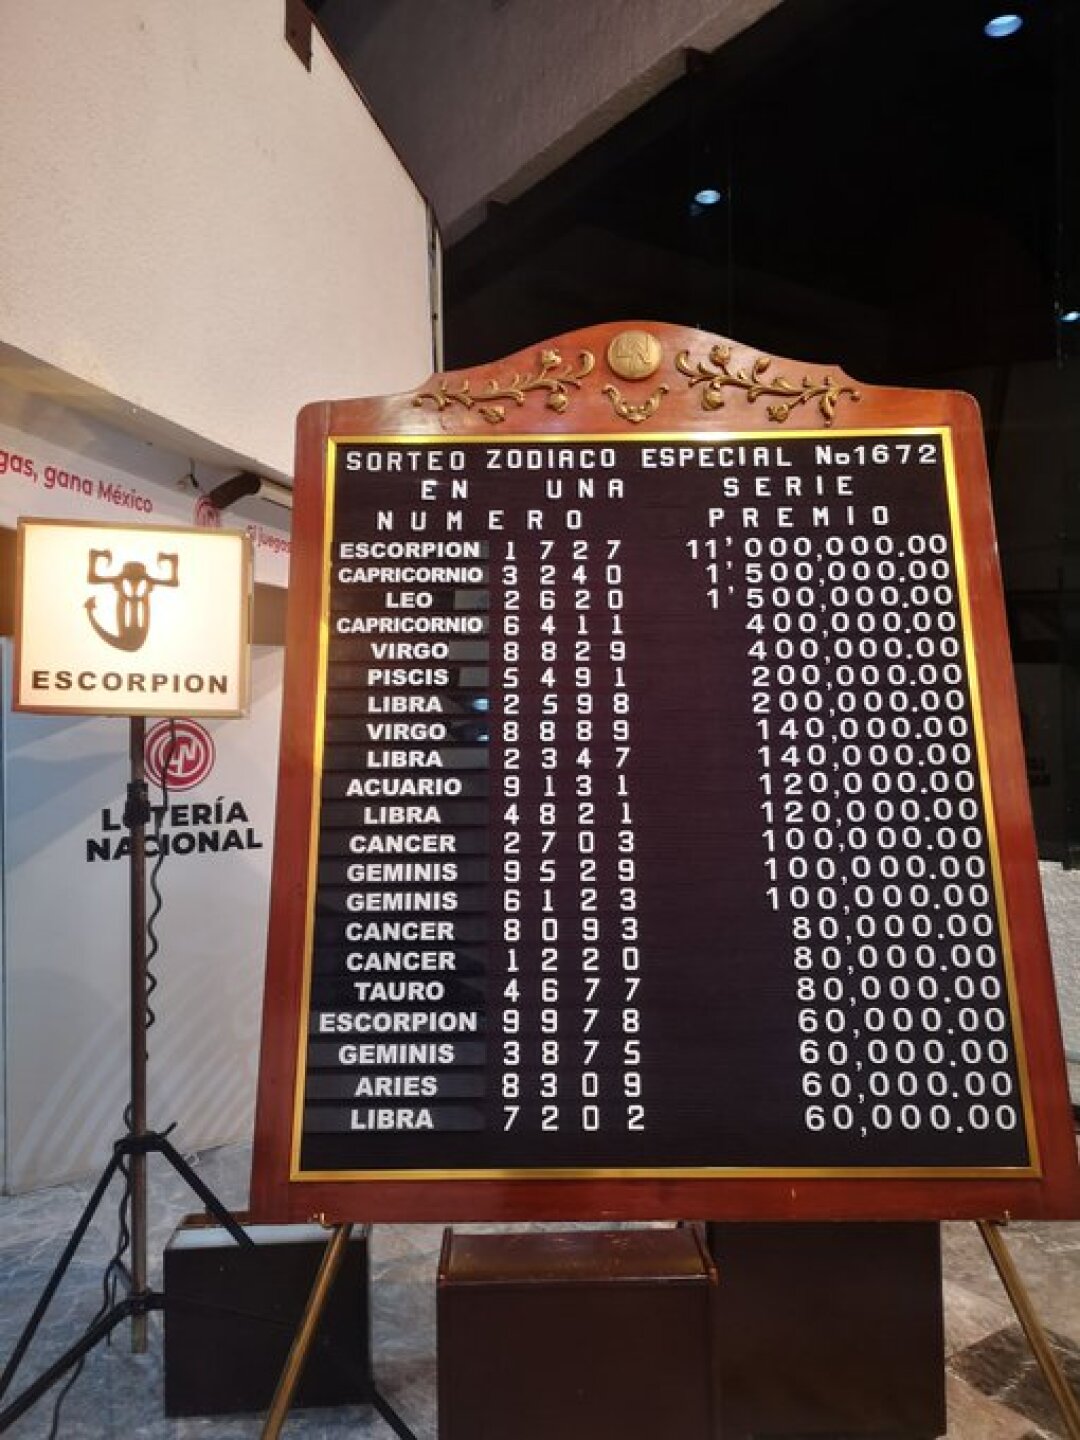 SORTEO ZODIACO ESPECIAL No1672
EN UNA SERIE
NUMERO PREMIO
ESCORPION 1727 11'000,000.00
CAPRICORNIO 3240 1'500,000.00
LEO 2620 1'500,000.00
CAPRICORNIO 6411 400,000.00
VIRGO 8829 400,000.00
PISCIS 5491 200,000.00
LIBRA 2598 200,000.00
VIRGO 8889 140,000.00
LIBRA 2347 140,000.00
ACUARIO 9131 120,000.00
LIBRA 4821 120,000.00
CANCER 2703 100,000.00
GEMINIS 9529 100,000.00
GEMINIS 6123 100,000.00
CANCER 8093 80,000.00
CANCER 1220 80,000.00
TAURO 4677 80,000.00
ESCORPION 9978 60,000.00
GEMINIS 3875 60,000.00
ARIES 8309 60,000.00
LIBRA 7202 60,000.00
gas, gana México
ESCORPION
LN
LOTERÍA
NACIONAL